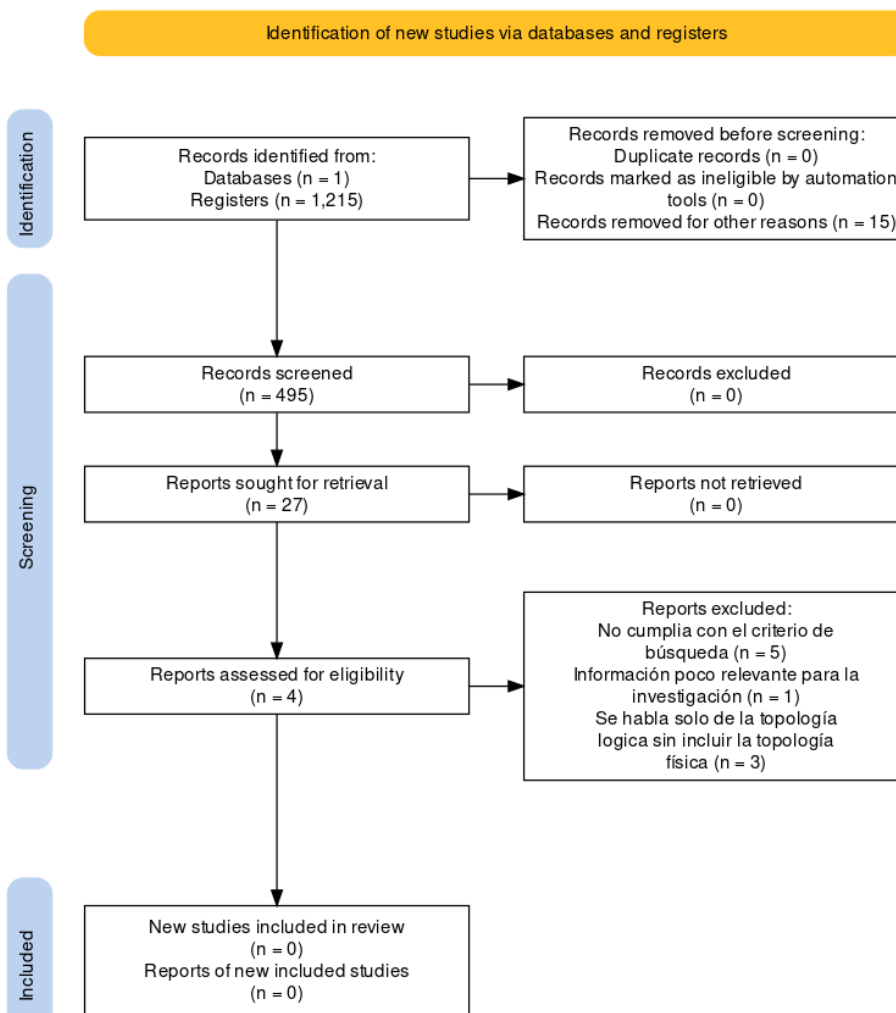 Identification of new studies via databases and registers
Identification
Records identified from:
Databases (n = 1)
Registers (n = 1,215)
Records removed before screening:
Duplicate records (n = 0)
Records marked as ineligible by automation
tools (n = 0)
Records removed for other reasons (n = 15)
Screening
Records screened
(n = 495)
Records excluded
(n = 0)
Reports sought for retrieval
(n = 27)
Reports not retrieved
(n = 0)
Reports assessed for eligibility
(n = 4)
Reports excluded:
No cumplia con el criterio de
búsqueda (n = 5)
Información poco relevante para la
investigación (n = 1)
Se habla solo de la topología
logica sin incluir la topología
física (n = 3)
Included
New studies included in review
(n = 0)
Reports of new included studies
(n = 0)